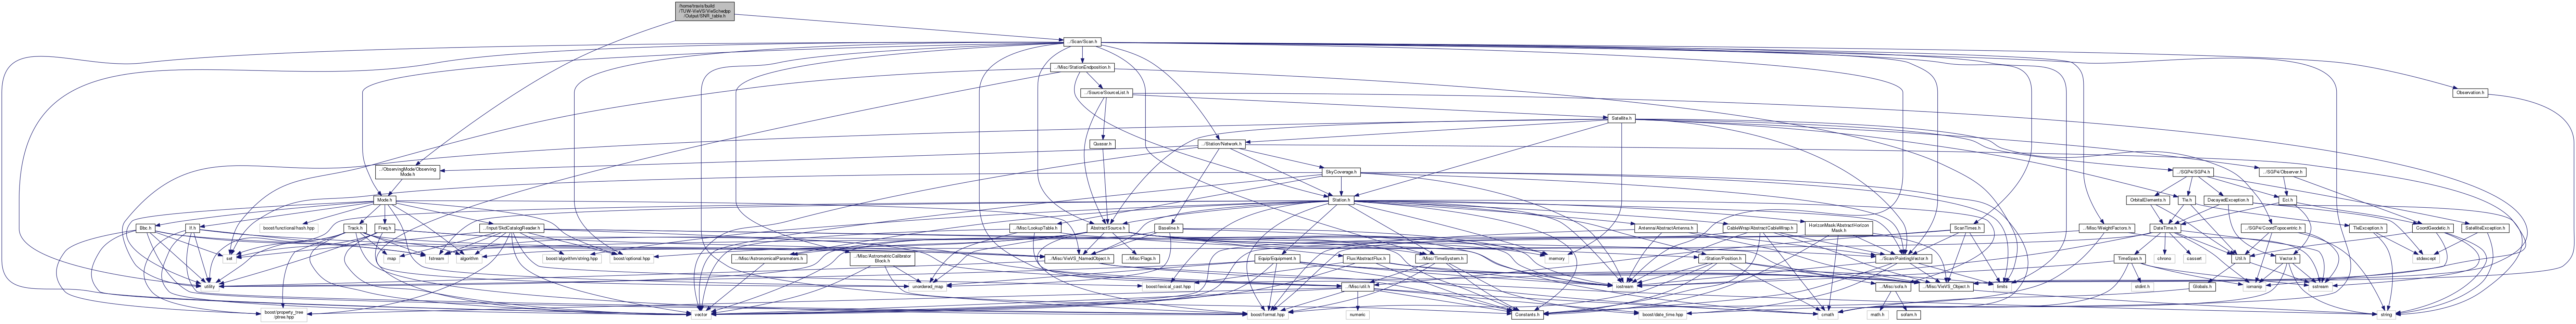 /home/travis/build
/TUW-VieVS/VieSchedpp
/Output/SNR_table.h
../Scan/Scan.h
../Misc/StationEndposition.h
../Source/SourceList.h
Observation.h
Satellite.h
Quasar.h
../Station/Network.h
../ObservingMode/Observing
Mode.h
SkyCoverage.h
../SGP4/SGP4.h
../SGP4/Observer.h
Mode.h
Station.h
OrbitalElements.h
Tle.h
DecayedException.h
Eci.h
boost/functional/hash.hpp
Bbc.h
If.h
Track.h
Freq.h
../Input/SkdCatalogReader.h
AbstractSource.h
Baseline.h
../Misc/LookupTable.h
Antenna/AbstractAntenna.h
CableWrap/AbstractCableWrap.h
HorizonMask/AbstractHorizon
Mask.h
ScanTimes.h
../Misc/WeightFactors.h
DateTime.h
../SGP4/CoordTopocentric.h
TleException.h
CoordGeodetic.h
SatelliteException.h
set
map
fstream
algorithm
boost/algorithm/string.hpp
boost/optional.hpp
../Misc/AstronomicalParameters.h
../Misc/AstrometricCalibrator
Block.h
../Misc/VieVS_NamedObject.h
../Misc/Flags.h
Equip/Equipment.h
Flux/AbstractFlux.h
../Misc/TimeSystem.h
memory
../Station/Position.h
../Scan/PointingVector.h
TimeSpan.h
chrono
cassert
Util.h
Vector.h
stdexcept
utility
unordered_map
boost/lexical_cast.hpp
../Misc/util.h
iostream
../Misc/sofa.h
../Misc/VieVS_Object.h
limits
stdint.h
Globals.h
iomanip
sstream
boost/property_tree
/ptree.hpp
vector
boost/format.hpp
numeric
Constants.h
boost/date_time.hpp
cmath
math.h
sofam.h
string